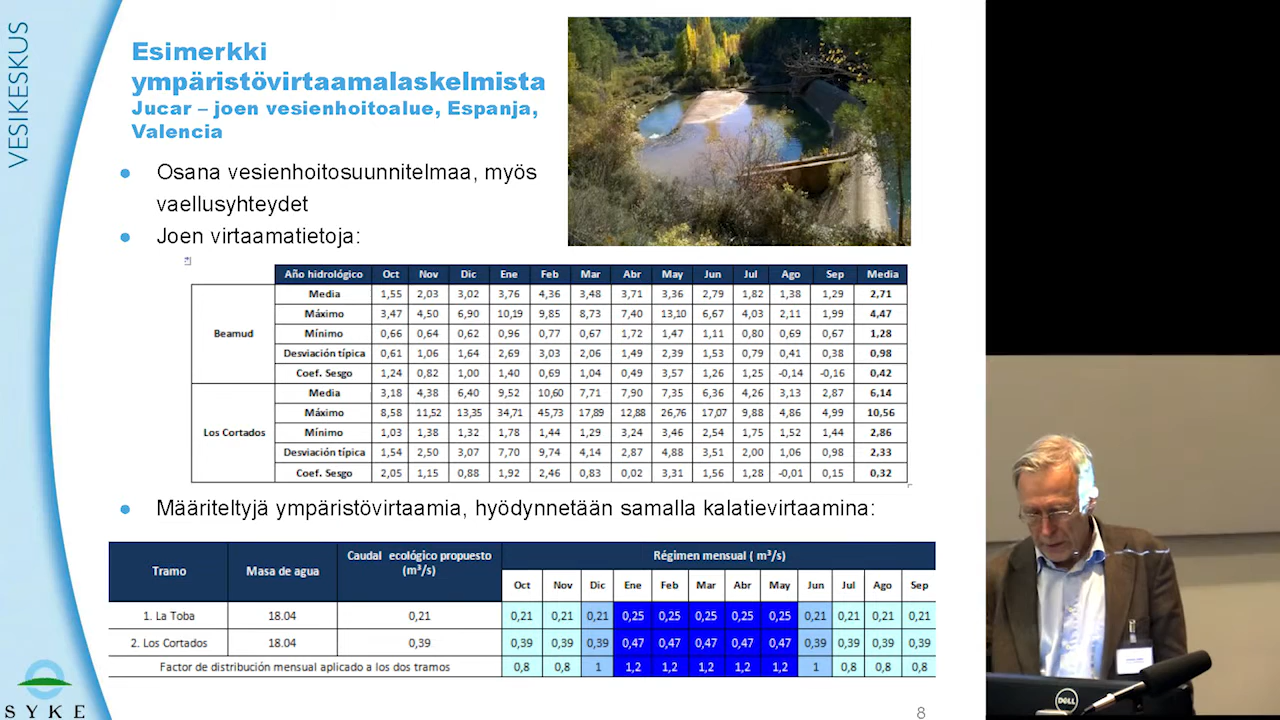 VESIKESKUS
Esimerkki
ympäristövirtaamalaskelmista
Jucar – joen vesienhoitoalue, Espanja,
Valencia
● Osana vesienhoitosuunnitelmaa, myös
vaellusyhteydet
● Joen virtaamatietoja:
Año hidrológico Oct Nov Dic Ene Feb Mar Abr May Jun Jul Ago Sep Media
Beamud
Media 1,55 2,03 3,02 3,76 4,36 3,48 3,71 3,36 2,79 1,82 1,38 1,29 2,71
Máximo 3,47 4,50 6,90 10,19 9,85 8,73 7,40 13,10 6,67 4,03 2,11 1,99 4,47
Mínimo 0,66 0,64 0,62 0,96 0,77 0,67 1,72 1,47 1,11 0,80 0,69 0,67 1,28
Desviación típica 0,61 1,06 1,64 2,69 3,03 2,06 1,49 2,39 1,53 0,79 0,41 0,38 0,98
Coef. Sesgo 1,24 0,82 1,00 1,40 0,69 1,04 0,49 3,57 1,26 1,25 -0,14 -0,16 0,42
Los Cortados
Media 3,18 4,38 6,40 9,52 10,60 7,71 7,90 7,35 6,36 4,26 3,13 2,87 6,14
Máximo 8,58 11,52 13,35 34,71 45,73 17,89 12,88 26,76 17,07 9,88 4,86 4,99 10,56
Mínimo 1,03 1,38 1,32 1,78 1,44 1,29 3,24 3,46 2,54 1,75 1,52 1,44 2,86
Desviación típica 1,54 2,50 3,07 7,70 9,74 4,14 2,87 4,88 3,51 2,00 1,06 0,98 2,33
Coef. Sesgo 2,05 1,15 0,88 1,92 2,46 0,83 0,02 3,31 1,56 1,28 -0,01 0,15 0,32
● Määriteltyjä ympäristövirtaamia, hyödynnetään samalla kalatievirtaamina:
Tramo Masa de agua Caudal ecológico propuesto (m³/s) Régimen mensual ( m³/s)
Oct Nov Dic Ene Feb Mar Abr May Jun Jul Ago Sep
1. La Toba 18.04 0,21 0,21 0,21 0,21 0,25 0,25 0,25 0,25 0,25 0,21 0,21 0,21 0,21
2. Los Cortados 18.04 0,39 0,39 0,39 0,39 0,47 0,47 0,47 0,47 0,47 0,39 0,39 0,39 0,39
Factor de distribución mensual aplicado a los dos tramos 0,8 0,8 1 1,2 1,2 1,2 1,2 1,2 1 0,8 0,8 0,8
SYKE
8
DELL